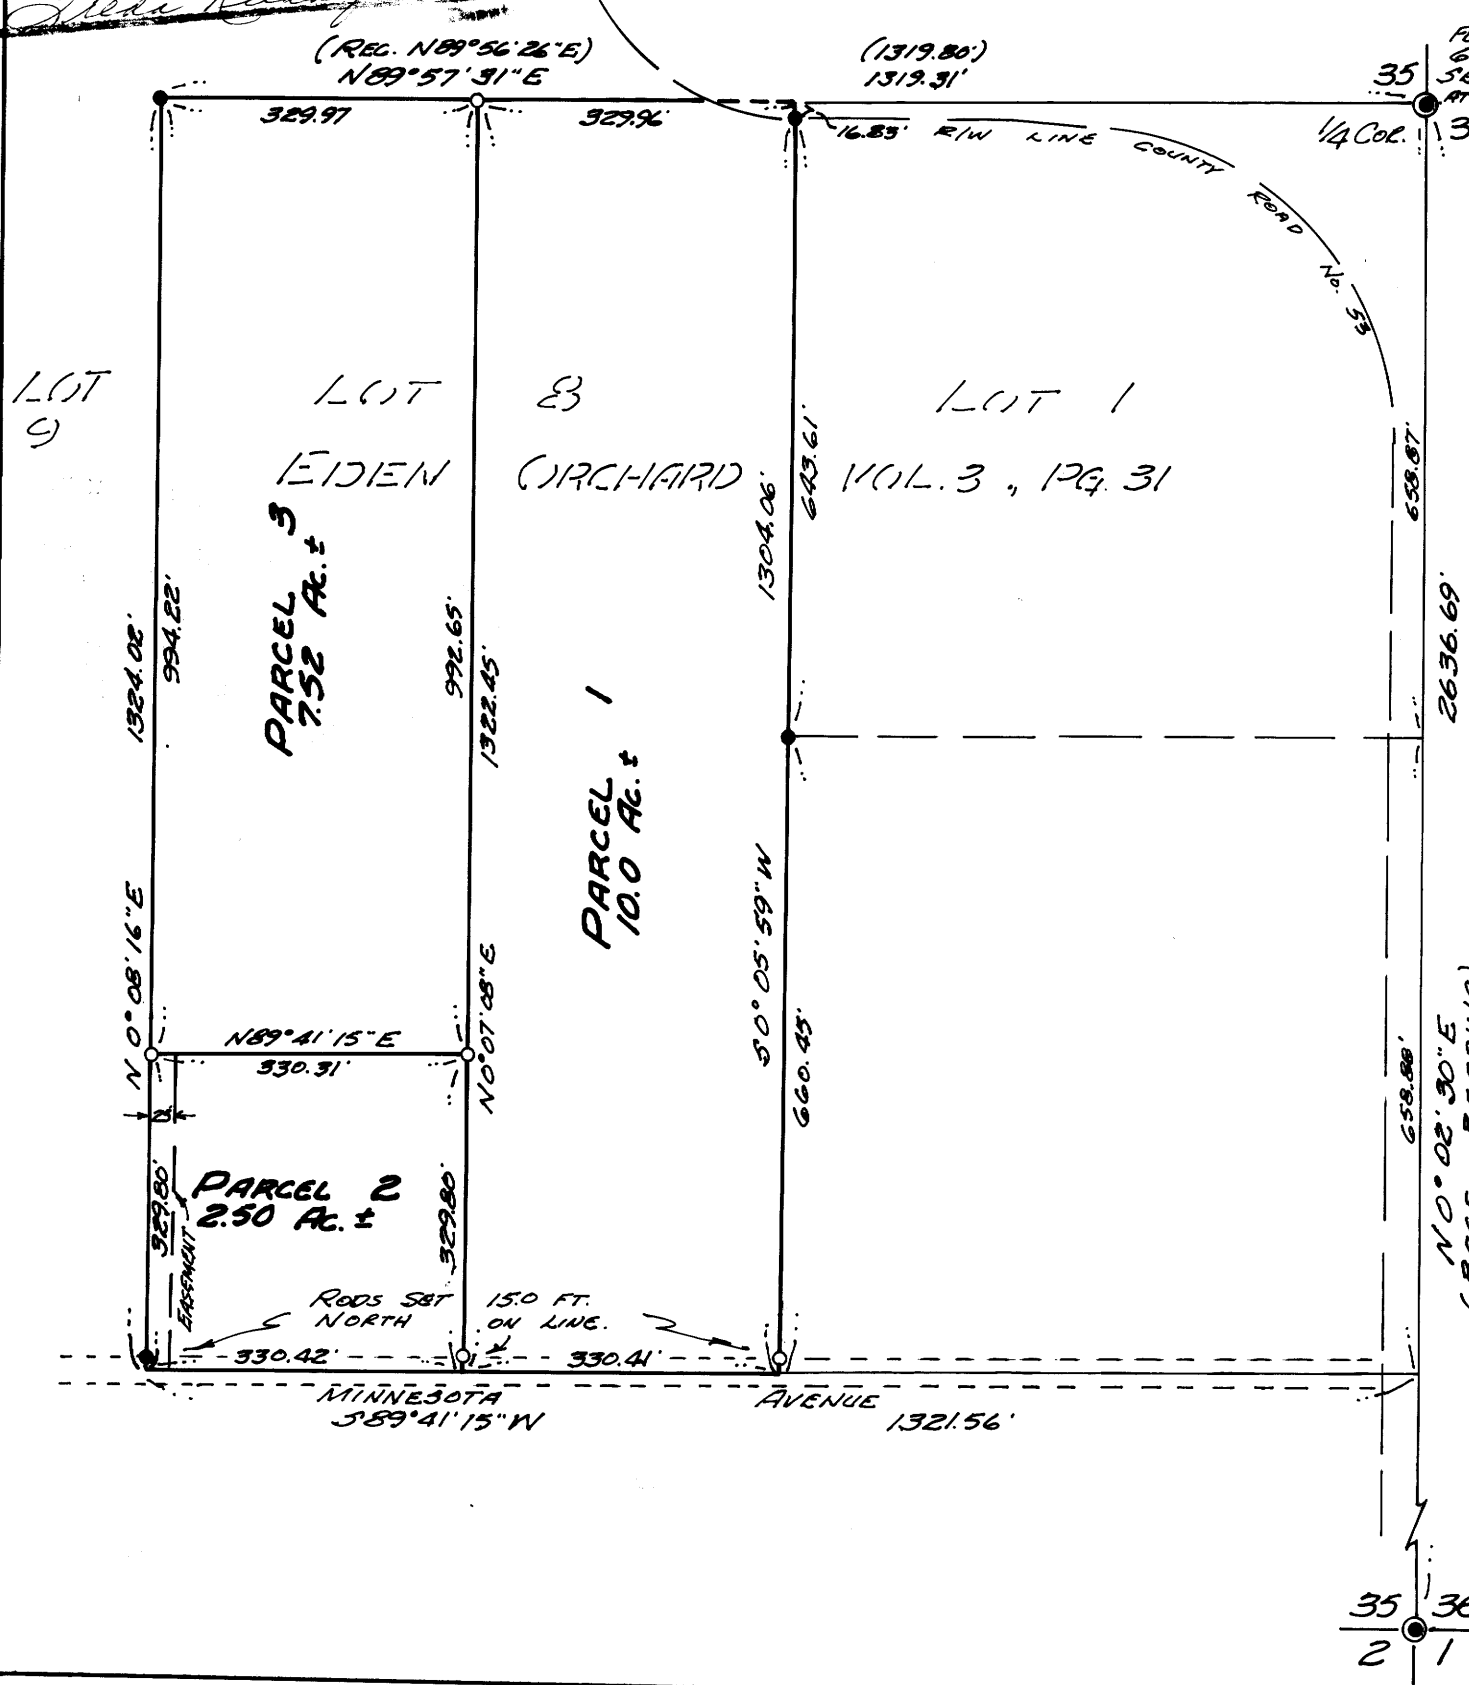 (REC. N89°56'26"E)
N89°57'31"E
(1319.80')
1319.31'
35
329.97
329.96
16.83'
R/W LINE COUNTY ROAD No. 53
1/4 COR.
LOT
9
LOT 8
LOT 1
EDEN ORCHARD VOL. 3., PG. 31
643.61'
1304.06'
658.87'
PARCEL 3
7.52 Ac. ±
1324.02'
994.22'
992.65'
1322.45'
2636.69'
PARCEL 1
10.0 Ac. ±
N 0° 08' 16" E
N0°07'08"E
S 0° 05' 59" W
660.45'
658.88'
N 0° 02' 30" E
N89°41'15"E
330.31'
25'
PARCEL 2
2.50 Ac. ±
329.80'
329.80'
EASEMENT
RODS SET 15.0 FT.
NORTH ON LINE.
330.42'
330.41'
MINNESOTA AVENUE
S89°41'15"W
1321.56'
35 36
2 1